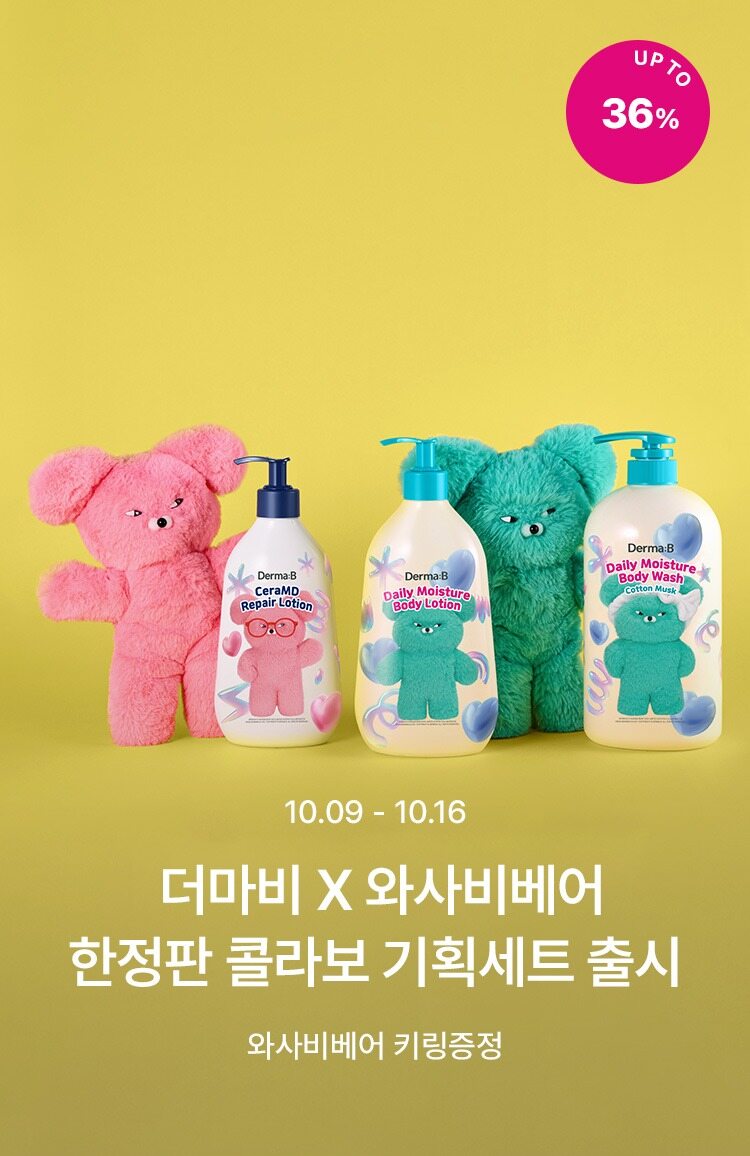 UP TO
36%
Derma:B
CeraMD
Repair Lotion
Derma:B
Daily Moisture
Body Lotion
Derma:B
Daily Moisture
Body Wash
Cotton Musk
10.09 - 10.16
더마비 X 와사비베어
한정판 콜라보 기획세트 출시
와사비베어 키링증정